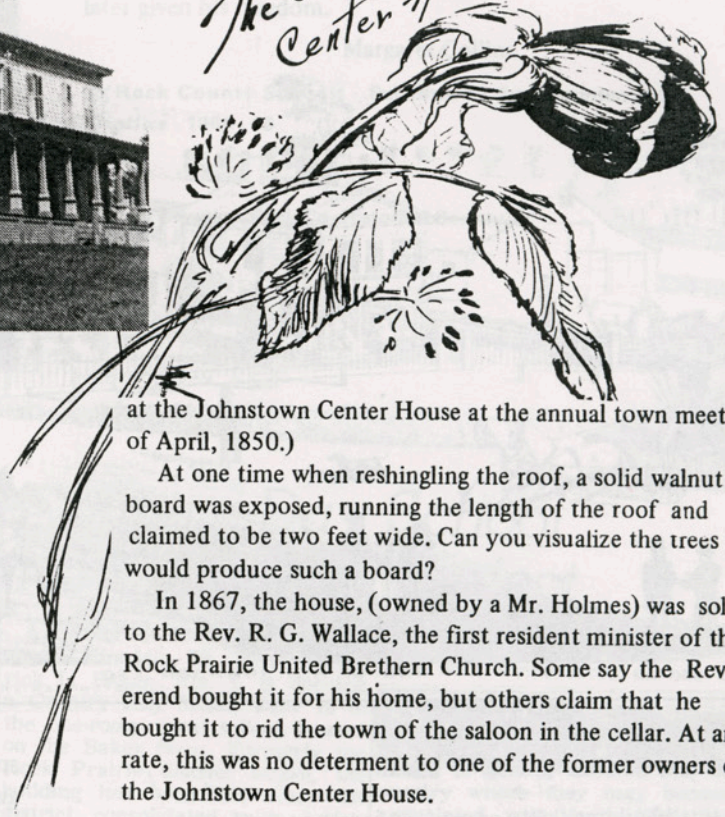 The
Center
at the Johnstown Center House at the annual town meet
of April, 1850.)
At one time when reshingling the roof, a solid walnut
board was exposed, running the length of the roof and
claimed to be two feet wide. Can you visualize the trees
would produce such a board?
In 1867, the house, (owned by a Mr. Holmes) was sol
to the Rev. R. G. Wallace, the first resident minister of th
Rock Prairie United Brethern Church. Some say the Rev
erend bought it for his home, but others claim that he
bought it to rid the town of the saloon in the cellar. At a
rate, this was no determent to one of the former owners o
the Johnstown Center House.